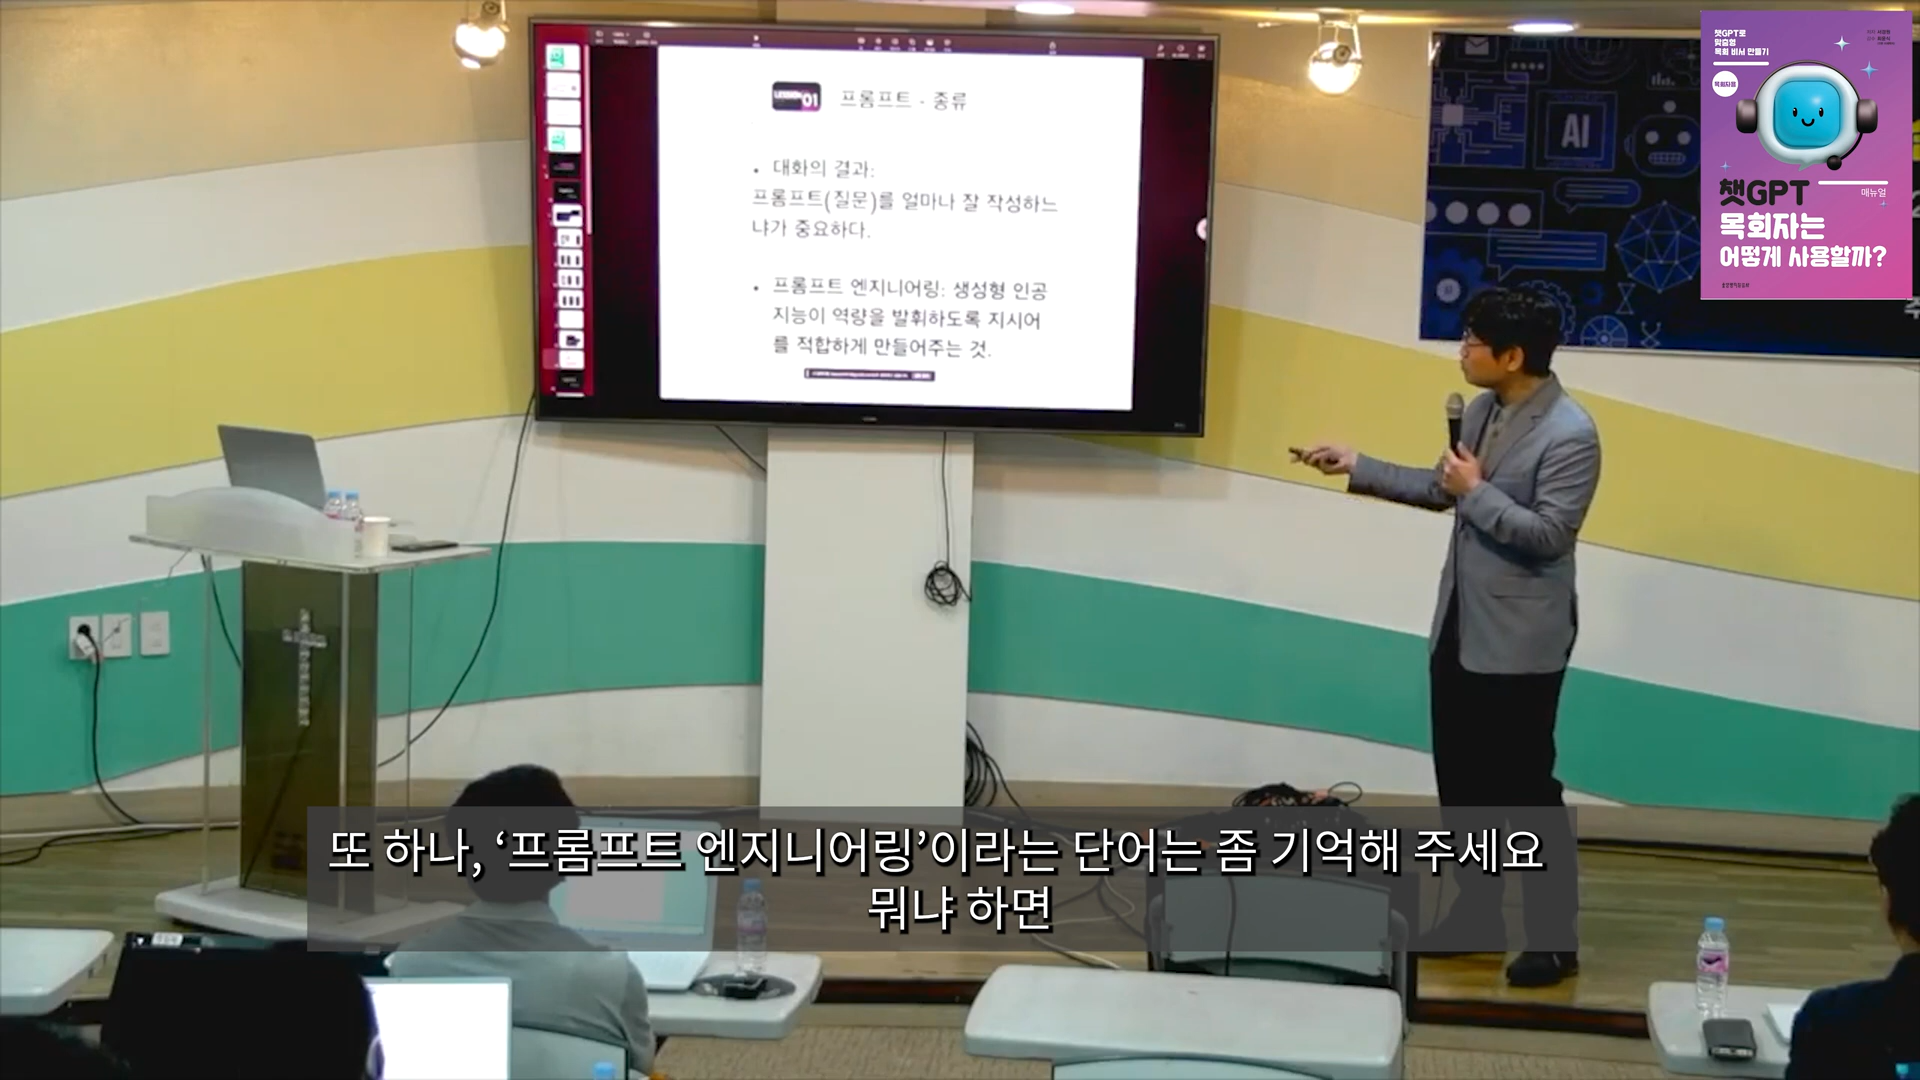 LESSON 01
프롬프트 - 종류
• 대화의 결과:
프롬프트(질문)를 얼마나 잘 작성하느
냐가 중요하다.
• 프롬프트 엔지니어링: 생성형 인공
지능이 역량을 발휘하도록 지시어
를 적합하게 만들어주는 것.
AI
챗GPT로
맞춤형
목회 비서 만들기
목회자용
챗GPT
매뉴얼
목회자는
어떻게 사용할까?
또 하나, ‘프롬프트 엔지니어링’이라는 단어는 좀 기억해 주세요
뭐냐 하면